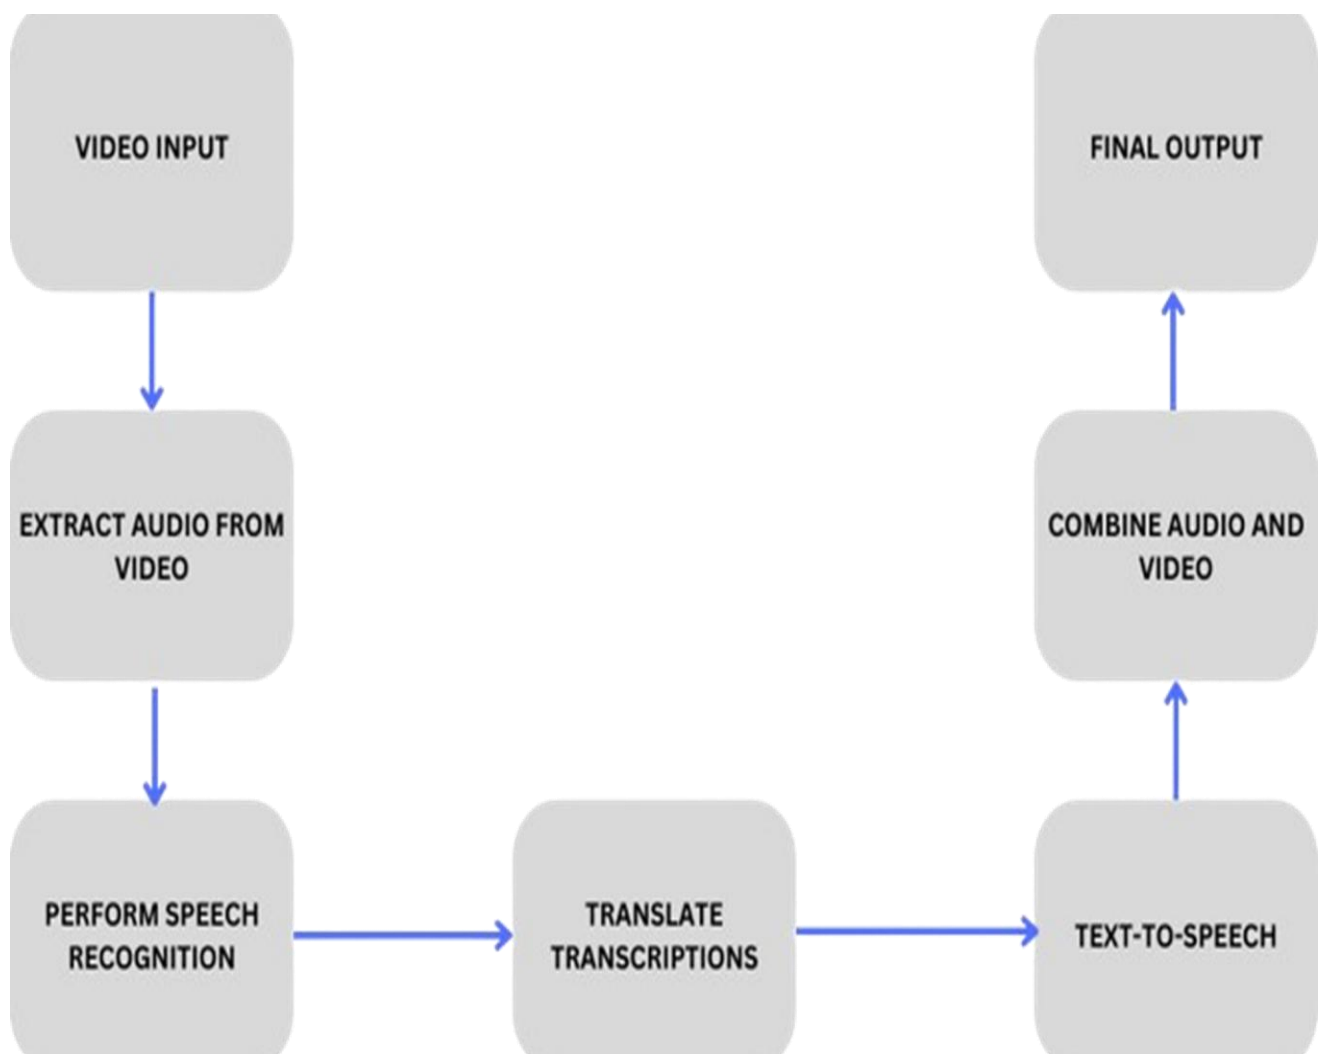 VIDEO INPUT
EXTRACT AUDIO FROM
VIDEO
PERFORM SPEECH
RECOGNITION
TRANSLATE
TRANSCRIPTIONS
TEXT-TO-SPEECH
COMBINE AUDIO AND
VIDEO
FINAL OUTPUT